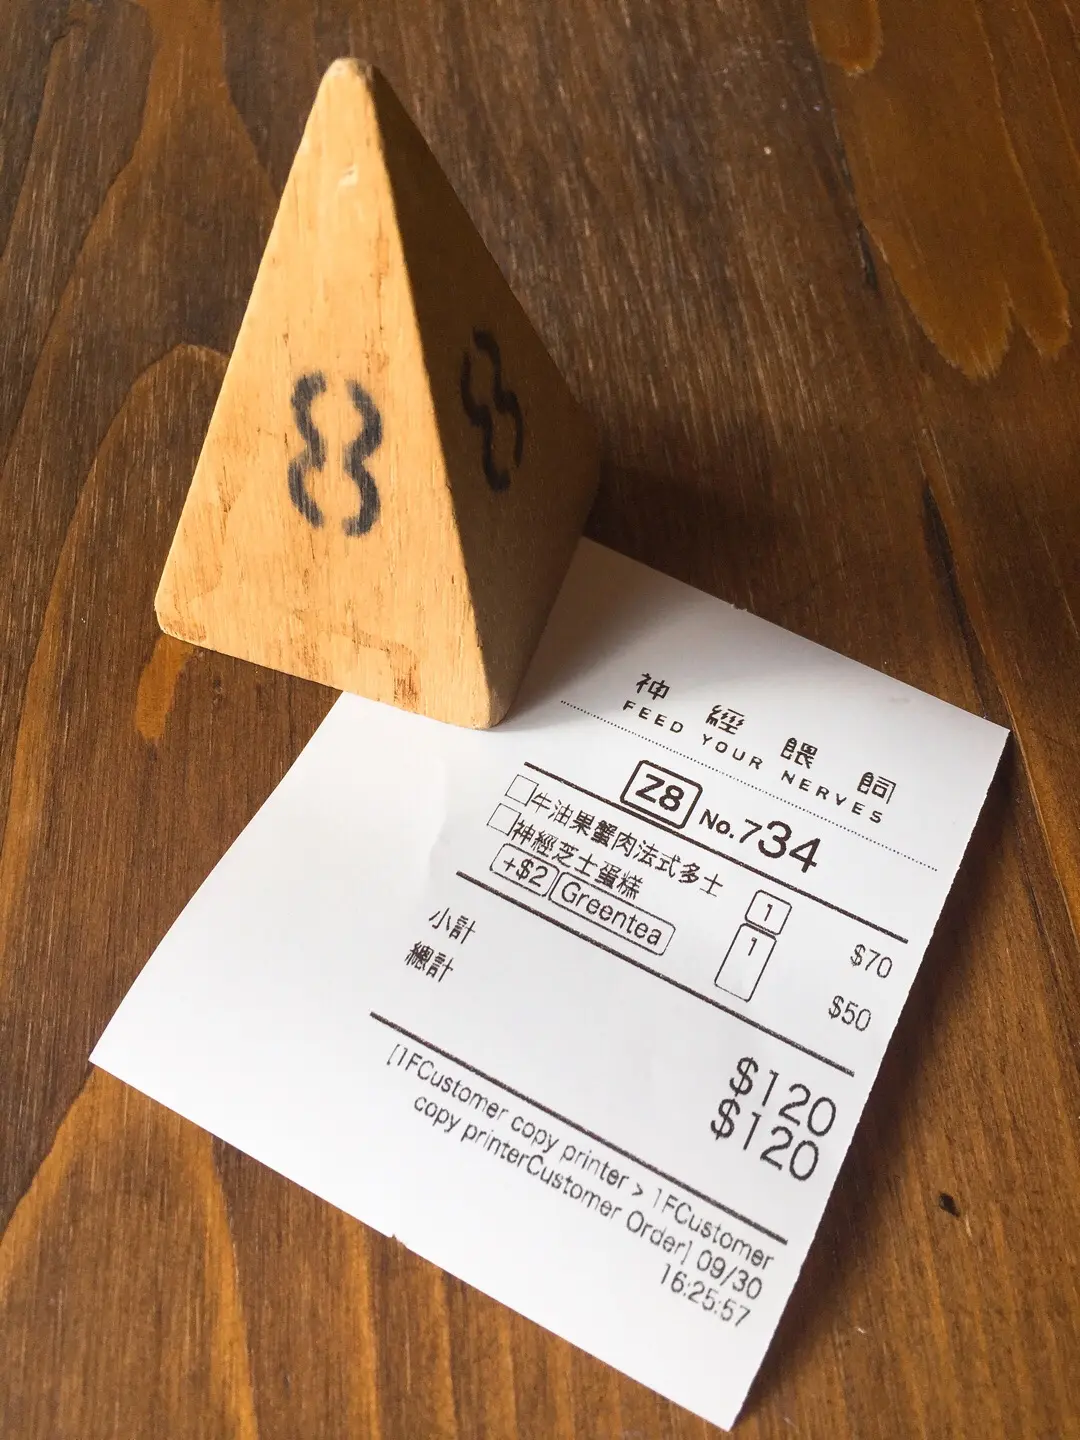 8
8
神經餵飼
FEED YOUR NERVES
Z8 No.734
牛油果蟹肉法式多士 1 $70
神經芝士蛋糕 1 $50
+$2 Greentea
小計 $120
總計 $120
[1FCustomer copy printer > 1FCustomer
copy printerCustomer Order] 09/30
16:25:57